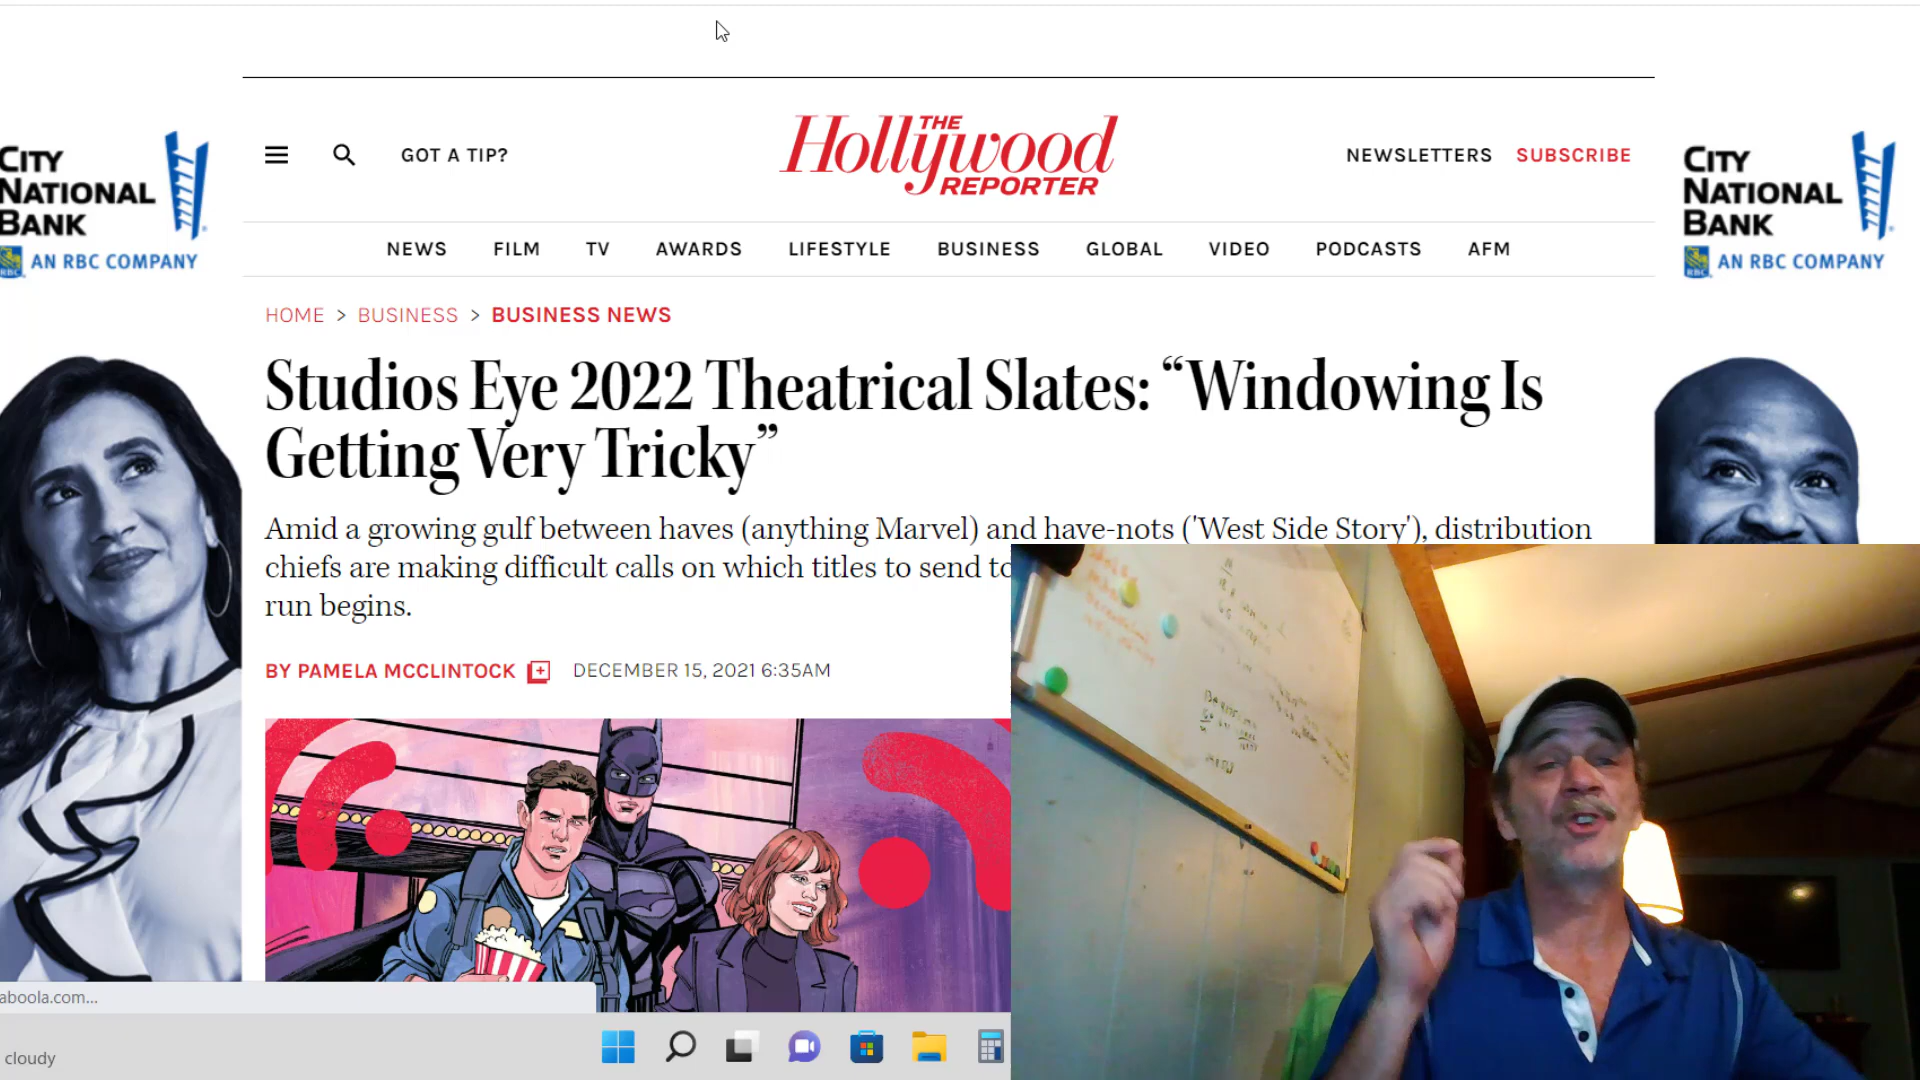 CITY
NATIONAL
BANK
RBC
AN RBC COMPANY
GOT A TIP?
THE
Hollywood
REPORTER
NEWSLETTERS
SUBSCRIBE
CITY
NATIONAL
BANK
RBC
AN RBC COMPANY
NEWS FILM TV AWARDS LIFESTYLE BUSINESS GLOBAL VIDEO PODCASTS AFM
HOME > BUSINESS > BUSINESS NEWS
Studios Eye 2022 Theatrical Slates: “Windowing Is
Getting Very Tricky”
Amid a growing gulf between haves (anything Marvel) and have-nots ('West Side Story'), distribution
chiefs are making difficult calls on which titles to send to
run begins.
BY PAMELA MCCLINTOCK DECEMBER 15, 2021 6:35AM
aboola.com...
cloudy